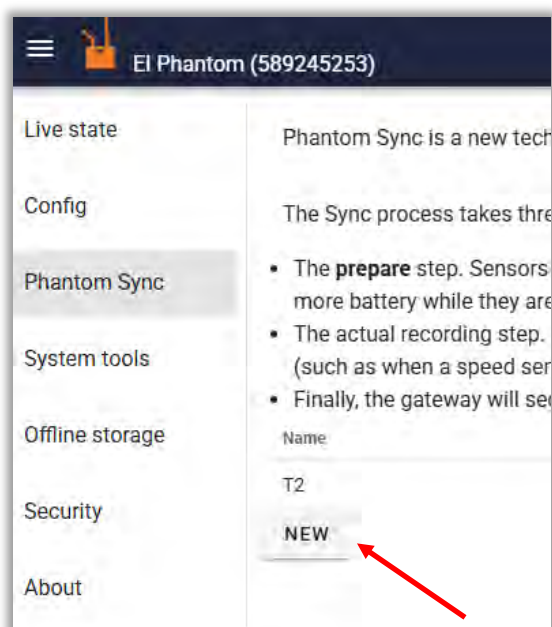 El Phantom (589245253)
Live state
Config
Phantom Sync
System tools
Offline storage
Security
About
Phantom Sync is a new tech
The Sync process takes thre
• The prepare step. Sensors
more battery while they are
• The actual recording step.
(such as when a speed ser
• Finally, the gateway will se
Name
T2
NEW